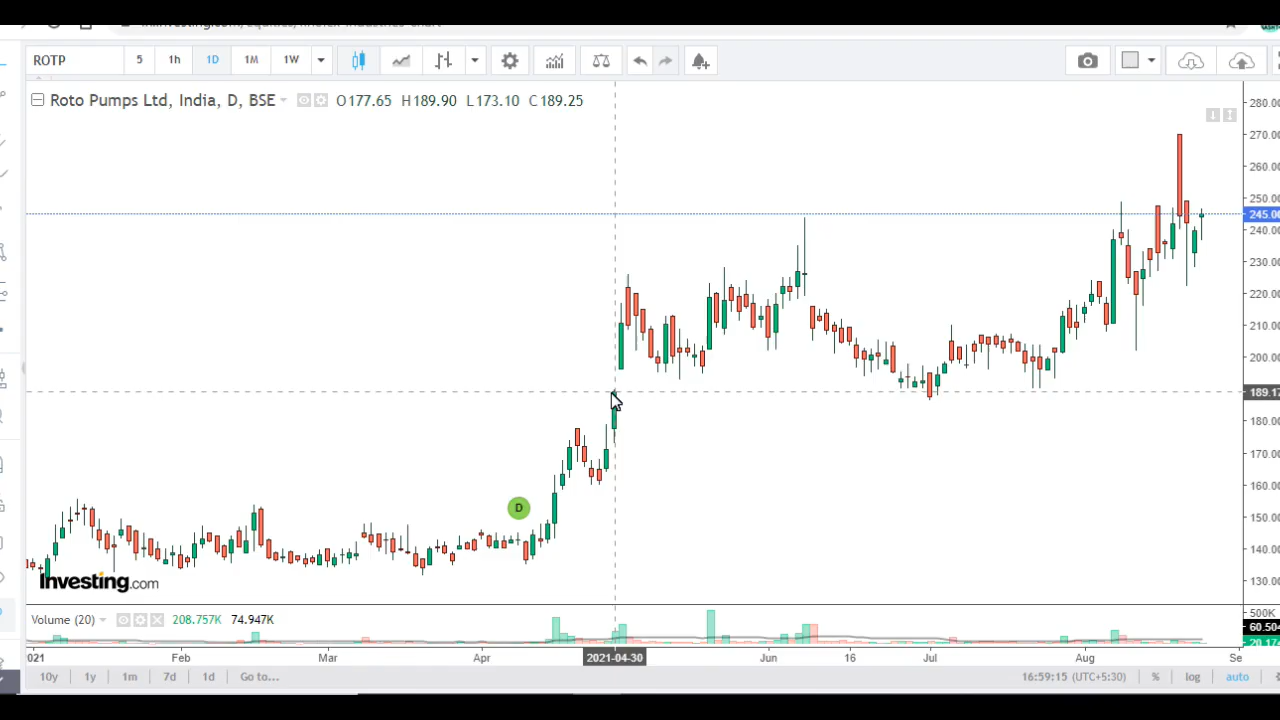 ROTP 5 1h 1D 1M 1W
Roto Pumps Ltd, India, D, BSE O177.65 H189.90 L173.10 C189.25
280.00
270.00
260.00
250.00
245.00
240.00
230.00
220.00
210.00
200.00
189.17
180.00
170.00
160.00
150.00
140.00
130.00
D
Investing.com
Volume (20) 208.757K 74.947K
500K
60.504
20.174
021 Feb Mar Apr 2021-04-30 Jun 16 Jul Aug Se
10y 1y 1m 7d 1d Go to... 16:59:15 (UTC+5:30) % log auto